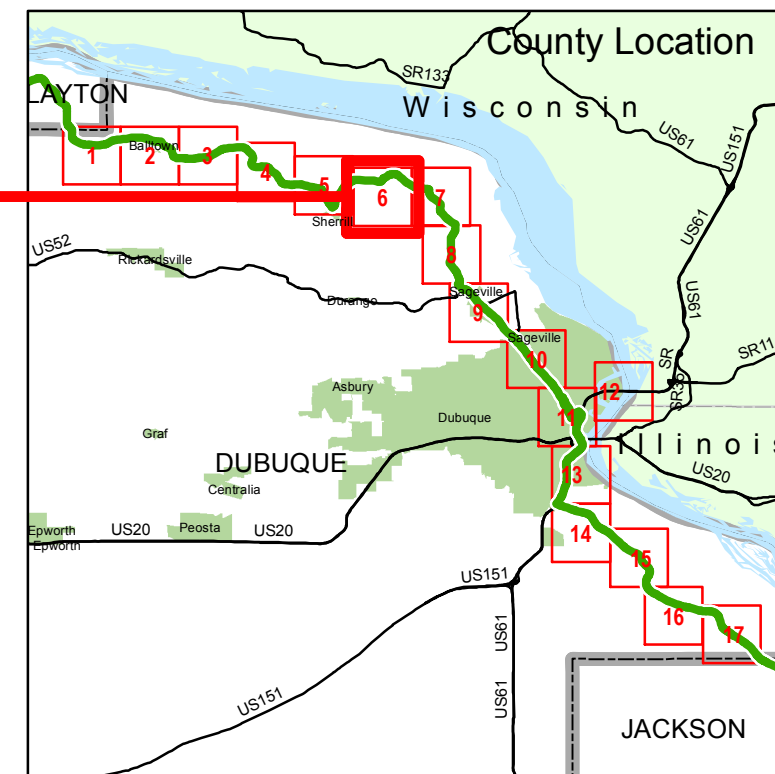 County Location
SR133
LAYTON
Wisconsin
US61
US151
1
Balltown
2
3
4
5
6
7
Sherrill
US61
US52
Rickardsville
8
Sageville
Durango
9
US61
Sageville
10
SR
SR11
SR35
12
Asbury
11
Dubuque
Graf
Illinois
DUBUQUE
13
US20
Centralia
Epworth
US20
Peosta
US20
Epworth
14
15
US151
16
US61
17
US61
US151
JACKSON